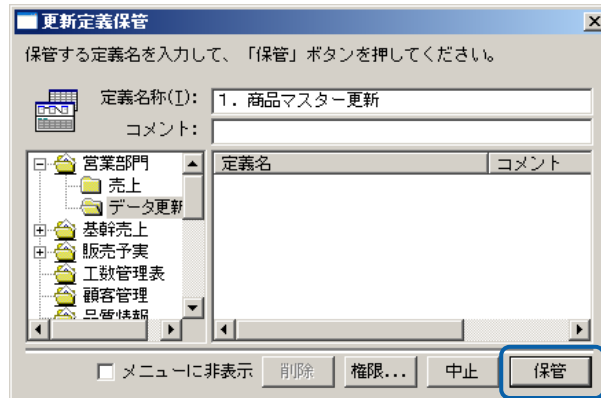 更新定義保管
保管する定義名を入力して、「保管」ボタンを押してください。
定義名称(I):
1. 商品マスター更新
コメント:
営業部門
売上
データ更新
基幹売上
販売予実
工数管理表
顧客管理
品質情報
定義名
コメント
メニューに非表示
削除
権限...
中止
保管